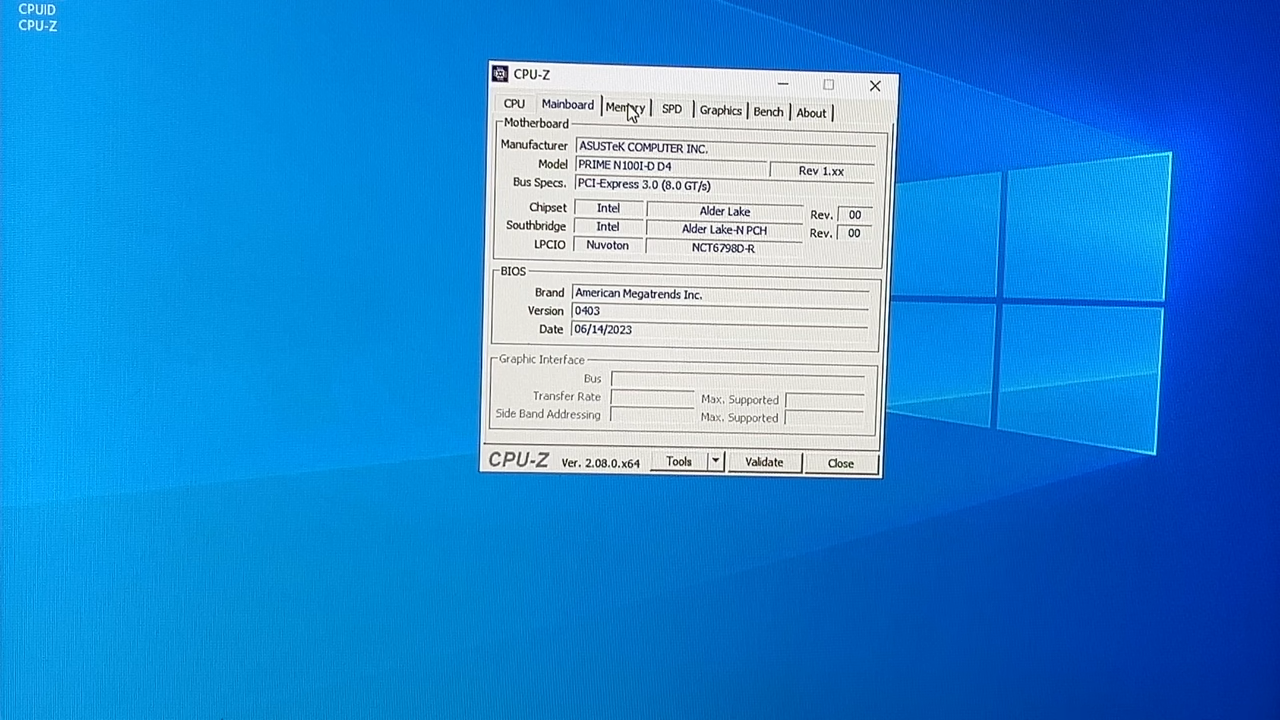 CPUID
CPU-Z
CPU-Z
CPU Mainboard Memory SPD Graphics Bench About
Motherboard
Manufacturer ASUSTeK COMPUTER INC.
Model PRIME N100I-D D4 Rev 1.xx
Bus Specs. PCI-Express 3.0 (8.0 GT/s)
Chipset Intel Alder Lake Rev. 00
Southbridge Intel Alder Lake-N PCH Rev. 00
LPCIO Nuvoton NCT6798D-R
BIOS
Brand American Megatrends Inc.
Version 0403
Date 06/14/2023
Graphic Interface
Bus
Transfer Rate Max. Supported
Side Band Addressing Max. Supported
CPU-Z Ver. 2.08.0.x64 Tools Validate Close